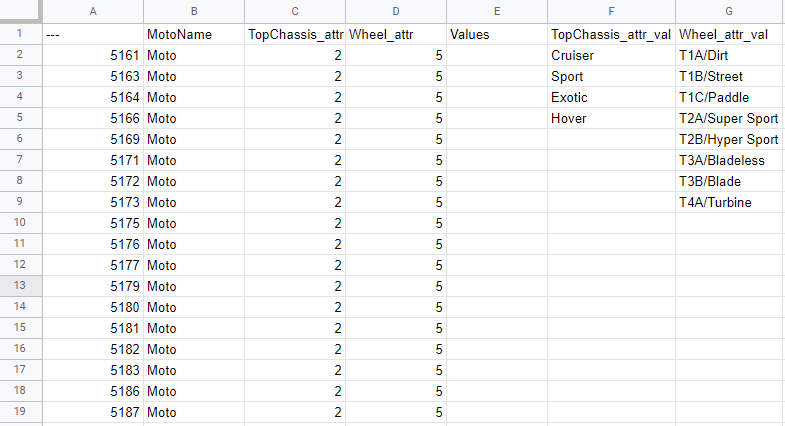 A B C D E F G
1 --- MotoName TopChassis_attr Wheel_attr Values TopChassis_attr_val Wheel_attr_val
2 5161 Moto 2 5 Cruiser T1A/Dirt
3 5163 Moto 2 5 Sport T1B/Street
4 5164 Moto 2 5 Exotic T1C/Paddle
5 5166 Moto 2 5 Hover T2A/Super Sport
6 5169 Moto 2 5 T2B/Hyper Sport
7 5171 Moto 2 5 T3A/Bladeless
8 5172 Moto 2 5 T3B/Blade
9 5173 Moto 2 5 T4A/Turbine
10 5175 Moto 2 5
11 5176 Moto 2 5
12 5177 Moto 2 5
13 5179 Moto 2 5
14 5180 Moto 2 5
15 5181 Moto 2 5
16 5182 Moto 2 5
17 5183 Moto 2 5
18 5186 Moto 2 5
19 5187 Moto 2 5